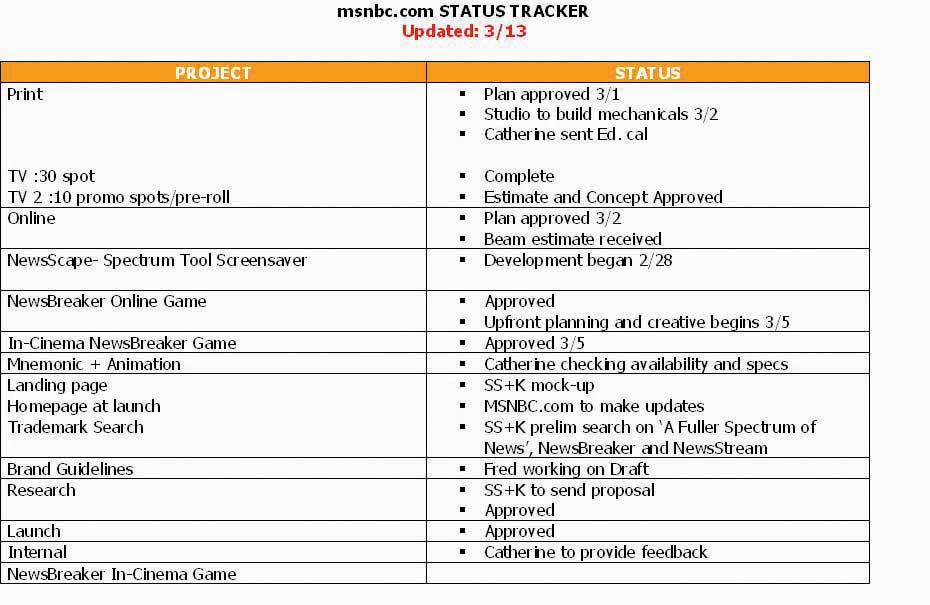 msnbc.com STATUS TRACKER
Updated: 3/13
PROJECT STATUS
Print ▪ Plan approved 3/1
▪ Studio to build mechanicals 3/2
▪ Catherine sent Ed. cal
TV :30 spot ▪ Complete
TV 2 :10 promo spots/pre-roll ▪ Estimate and Concept Approved
Online ▪ Plan approved 3/2
▪ Beam estimate received
NewsScape- Spectrum Tool Screensaver ▪ Development began 2/28
NewsBreaker Online Game ▪ Approved
▪ Upfront planning and creative begins 3/5
In-Cinema NewsBreaker Game ▪ Approved 3/5
Mnemonic + Animation ▪ Catherine checking availability and specs
Landing page ▪ SS+K mock-up
Homepage at launch ▪ MSNBC.com to make updates
Trademark Search ▪ SS+K prelim search on ‘A Fuller Spectrum of
News’, NewsBreaker and NewsStream
Brand Guidelines ▪ Fred working on Draft
Research ▪ SS+K to send proposal
▪ Approved
Launch ▪ Approved
Internal ▪ Catherine to provide feedback
NewsBreaker In-Cinema Game